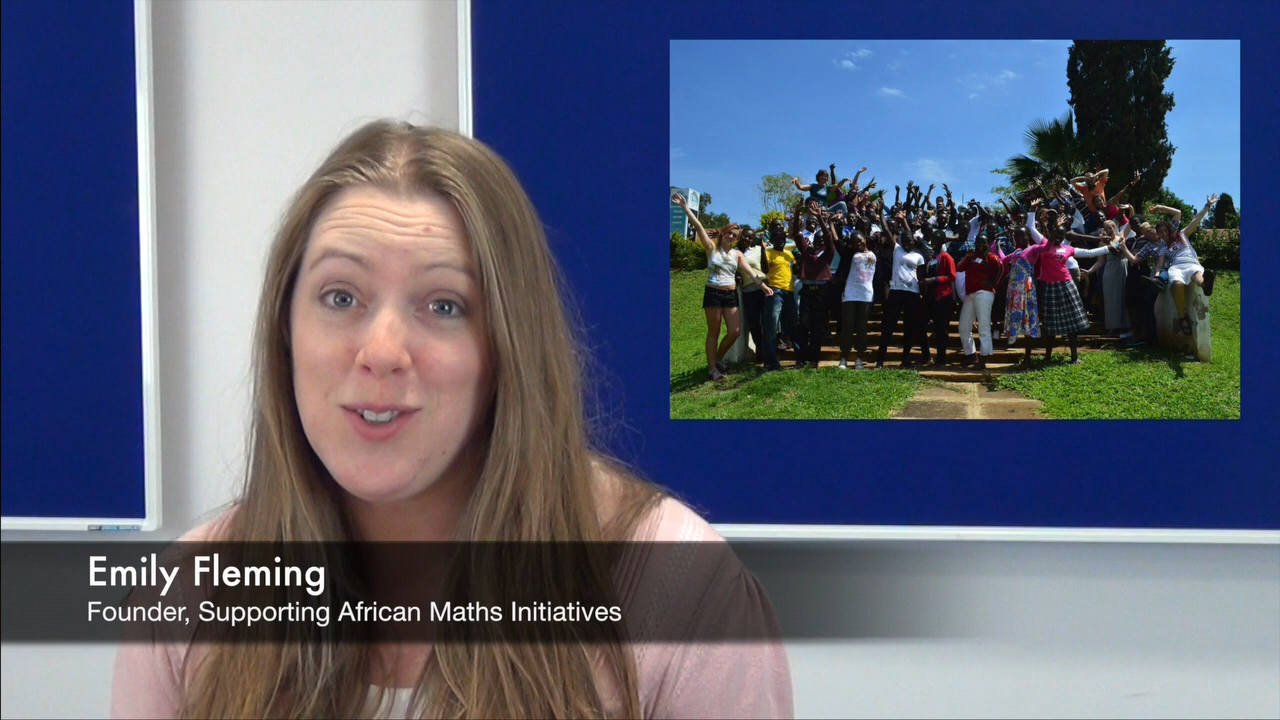 Emily Fleming
Founder, Supporting African Maths Initiatives